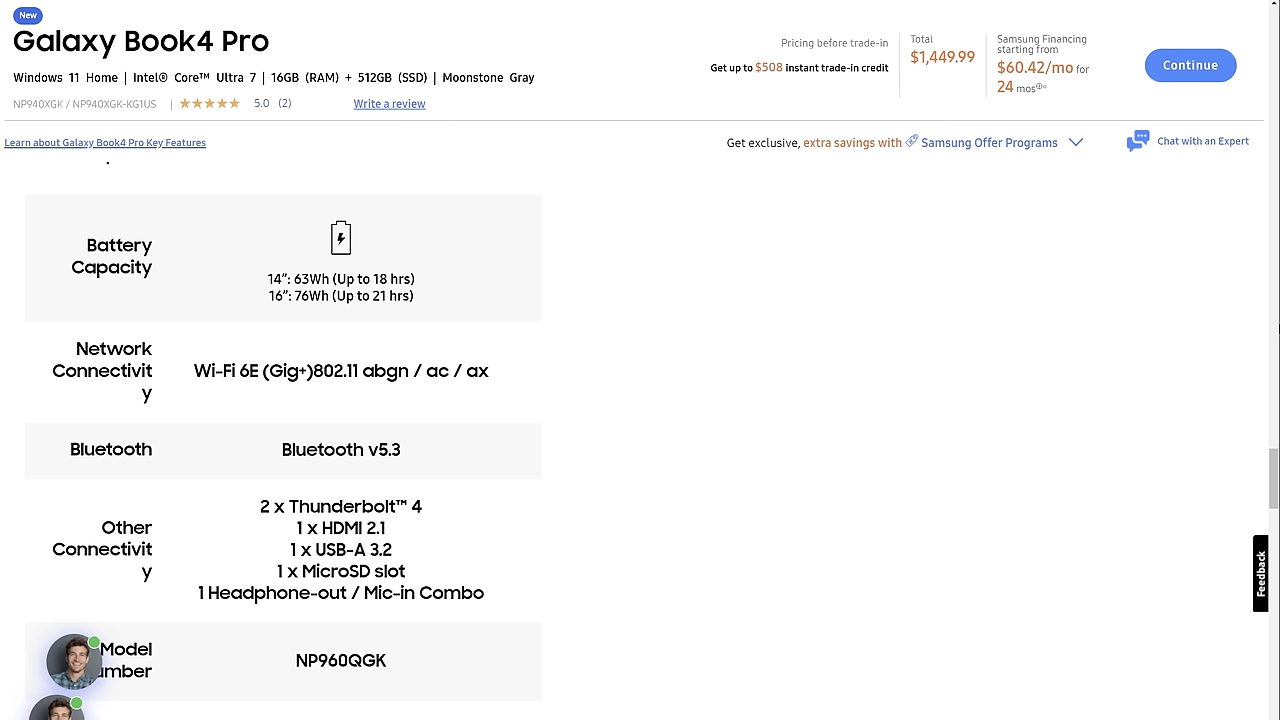 New
Galaxy Book4 Pro
Windows 11 Home | Intel® Core™ Ultra 7 | 16GB (RAM) + 512GB (SSD) | Moonstone Gray
NP940XGK / NP940XGK-KG1US | ★★★★★ 5.0 (2) Write a review
Pricing before trade-in
Get up to $508 instant trade-in credit
Total
$1,449.99
Samsung Financing
starting from
$60.42/mo for
24 mos
Continue
Learn about Galaxy Book4 Pro Key Features
Get exclusive, extra savings with Samsung Offer Programs
Chat with an Expert
Battery
Capacity
14”: 63Wh (Up to 18 hrs)
16”: 76Wh (Up to 21 hrs)
Network
Connectivit
y
Wi-Fi 6E (Gig+)802.11 abgn / ac / ax
Bluetooth
Bluetooth v5.3
Other
Connectivit
y
2 x Thunderbolt™ 4
1 x HDMI 2.1
1 x USB-A 3.2
1 x MicroSD slot
1 Headphone-out / Mic-in Combo
Model
umber
NP960QGK
Feedback